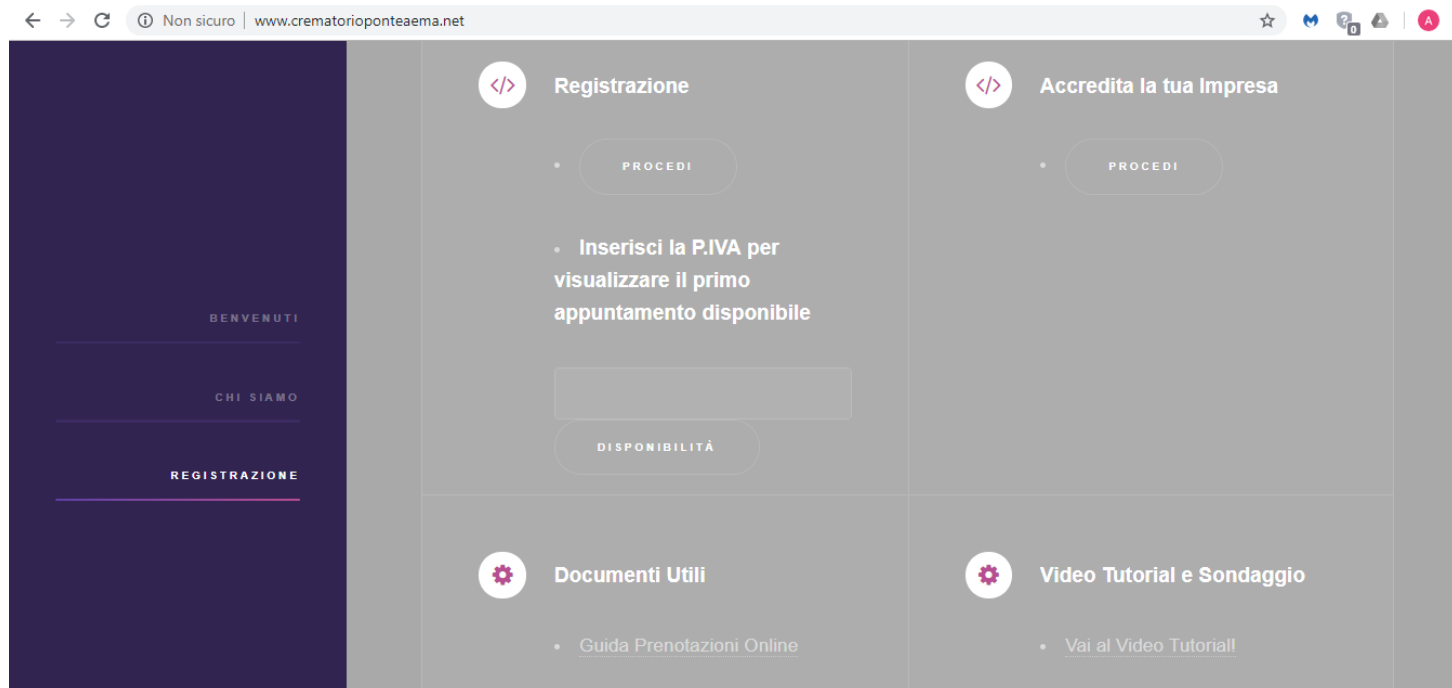 Non sicuro | www.crematorioponteaema.net
0
A
BENVENUTI
CHI SIAMO
REGISTRAZIONE
</> Registrazione
PROCEDI
Inserisci la P.IVA per
visualizzare il primo
appuntamento disponibile
DISPONIBILITÀ
</> Accredita la tua Impresa
PROCEDI
Documenti Utili
Guida Prenotazioni Online
Video Tutorial e Sondaggio
Vai al Video Tutorial!